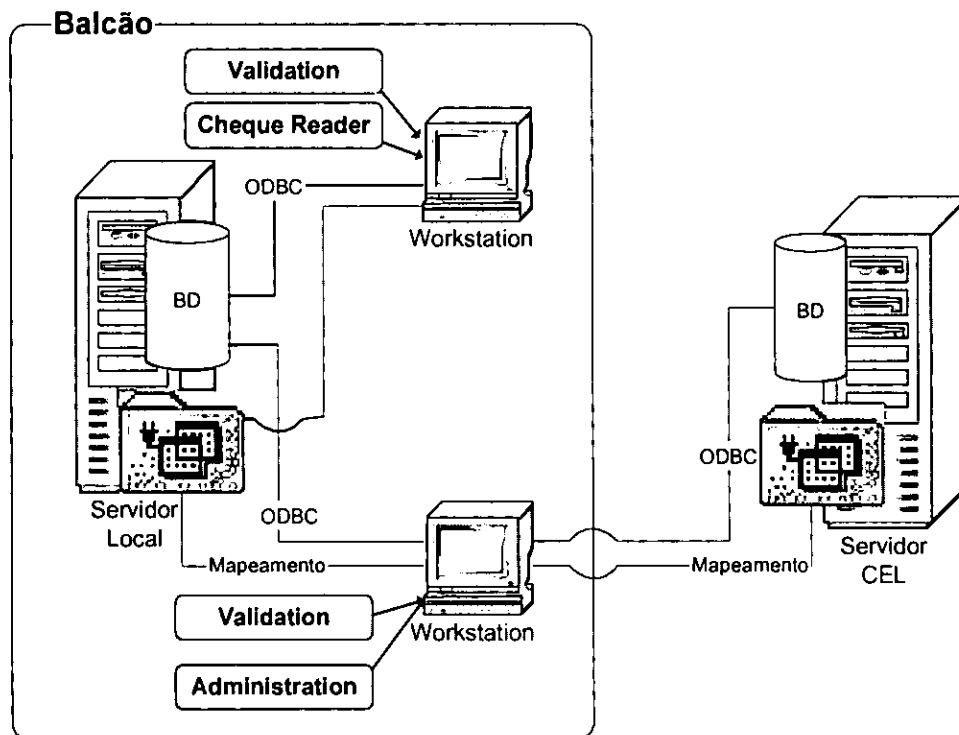 Balcão
Validation
Cheque Reader
ODBC
Workstation
BD
BD
ODBC
Servidor
Local
ODBC
Mapeamento
Mapeamento
Servidor
CEL
Validation
Workstation
Administration